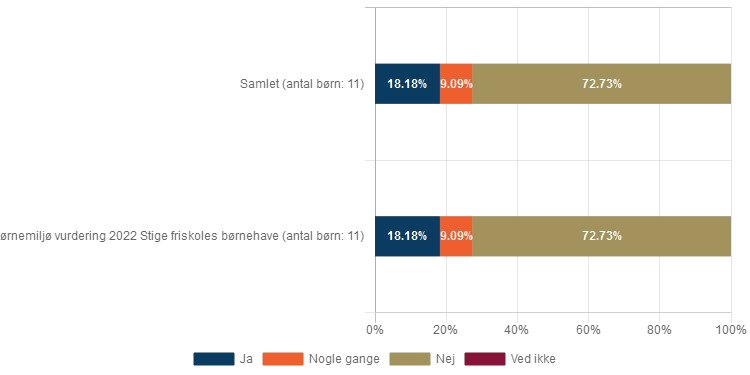 Samlet (antal børn: 11)
18.18% 9.09% 72.73%
ørnemiljø vurdering 2022 Stige friskoles børnehave (antal børn: 11)
18.18% 9.09% 72.73%
0% 20% 40% 60% 80% 100%
Ja Nogle gange Nej Ved ikke